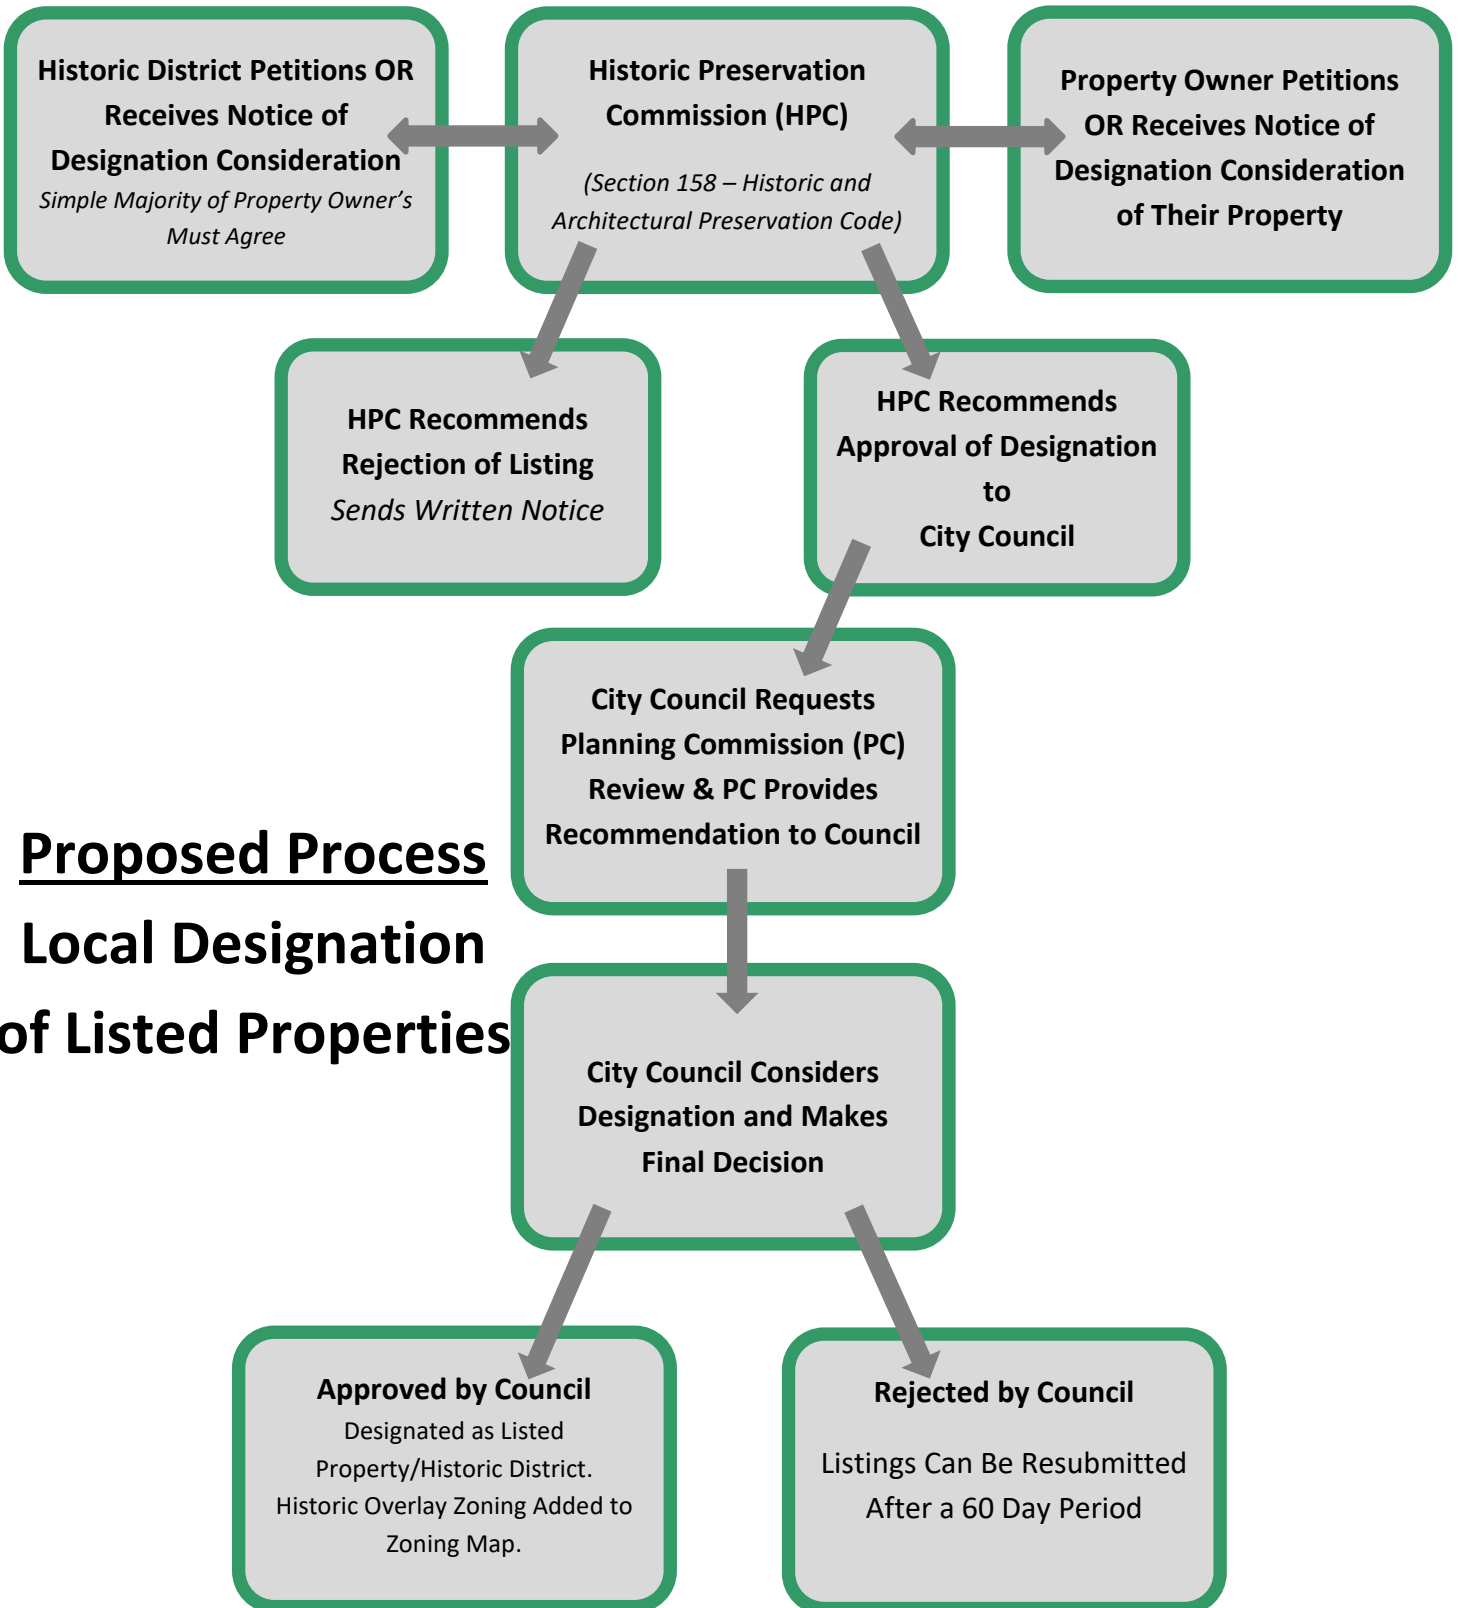 Historic District Petitions OR
Receives Notice of
Designation Consideration
Simple Majority of Property Owner's
Must Agree
Historic Preservation
Commission (HPC)
(Section 158 – Historic and
Architectural Preservation Code)
Property Owner Petitions
OR Receives Notice of
Designation Consideration
of Their Property
HPC Recommends
Rejection of Listing
Sends Written Notice
HPC Recommends
Approval of Designation
to
City Council
City Council Requests
Planning Commission (PC)
Review & PC Provides
Recommendation to Council
Proposed Process
Local Designation
of Listed Properties
City Council Considers
Designation and Makes
Final Decision
Approved by Council
Designated as Listed
Property/Historic District.
Historic Overlay Zoning Added to
Zoning Map.
Rejected by Council
Listings Can Be Resubmitted
After a 60 Day Period